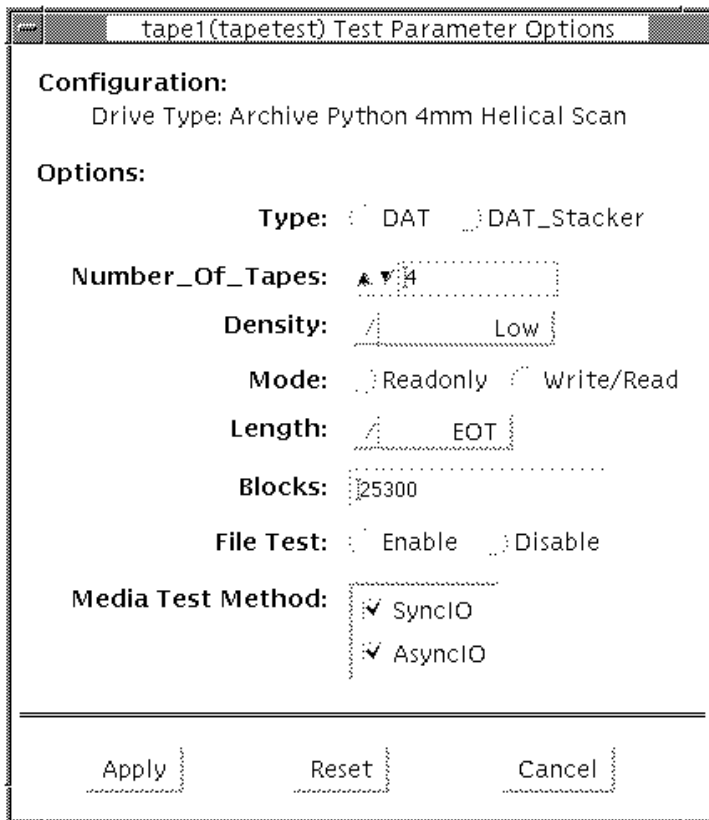 tape1(tapetest) Test Parameter Options
Configuration:
Drive Type: Archive Python 4mm Helical Scan
Options:
Type: DAT DAT_Stacker
Number_Of_Tapes: 4
Density: Low
Mode: Readonly Write/Read
Length: EOT
Blocks: 25300
File Test: Enable Disable
Media Test Method: SyncIO
AsyncIO
Apply Reset Cancel